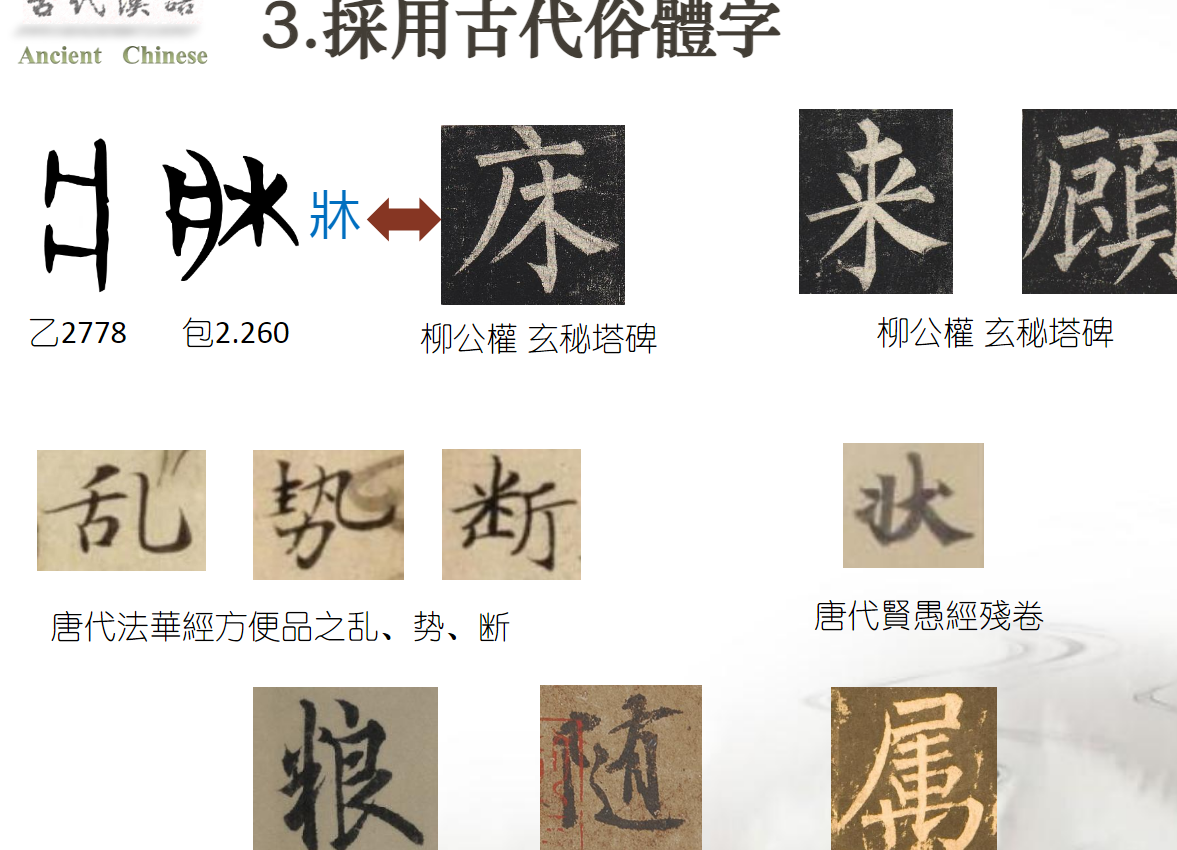 古代漢語
Ancient Chinese
3.採用古代俗體字
牀
床
来
顧
乙2778
包2.260
柳公權 玄秘塔碑
柳公權 玄秘塔碑
乱
势
断
状
唐代法華經方便品之乱、势、断
唐代賢愚經殘卷
粮
随
属